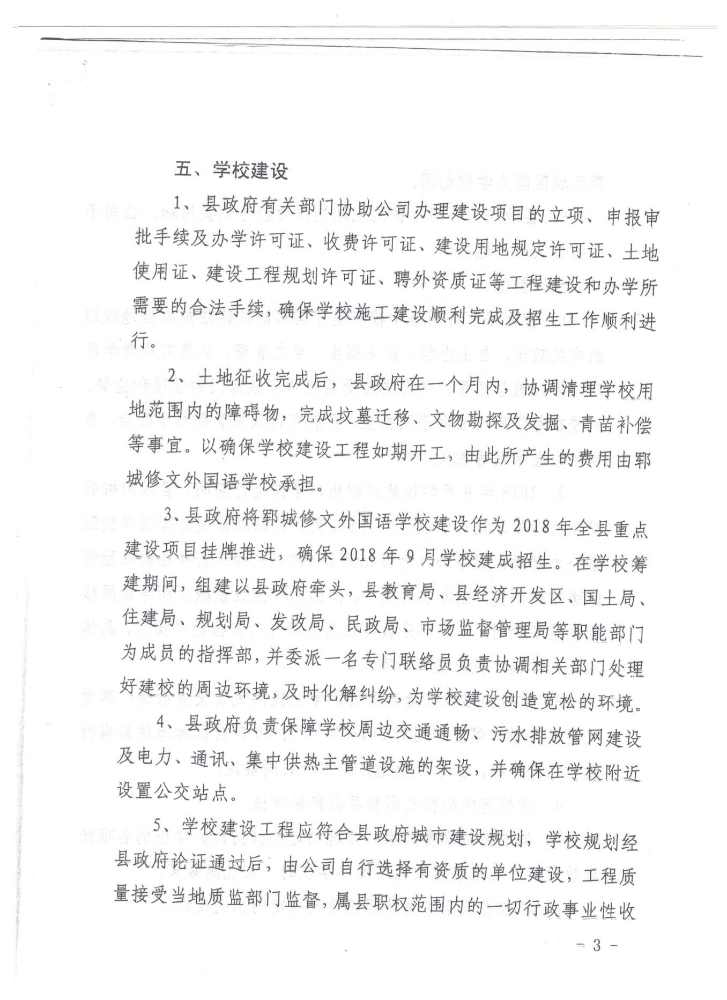 五、学校建设
1、县政府有关部门协助公司办理建设项目的立项、申报审
批手续及办学许可证、收费许可证、建设用地规定许可证、土地
使用证、建设工程规划许可证、聘外资质证等工程建设和办学所
需要的合法手续，确保学校施工建设顺利完成及招生工作顺利进
行。
2、土地征收完成后，县政府在一个月内，协调清理学校用
地范围内的障碍物，完成坟墓迁移、文物勘探及发掘、青苗补偿
等事宜。以确保学校建设工程如期开工，由此所产生的费用由郓
城修文外国语学校承担。
3、县政府将郓城修文外国语学校建设作为 2018 年全县重点
建设项目挂牌推进，确保 2018 年 9 月学校建成招生。在学校筹
建期间，组建以县政府牵头，县教育局、县经济开发区、国土局、
住建局、规划局、发改局、民政局、市场监督管理局等职能部门
为成员的指挥部，并委派一名专门联络员负责协调相关部门处理
好建校的周边环境，及时化解纠纷，为学校建设创造宽松的环境。
4、县政府负责保障学校周边交通通畅、污水排放管网建设
及电力、通讯、集中供热主管道设施的架设，并确保在学校附近
设置公交站点。
5、学校建设工程应符合县政府城市建设规划，学校规划经
县政府论证通过后，由公司自行选择有资质的单位建设，工程质
量接受当地质监部门监督，属县职权范围内的一切行政事业性收
- 3 -